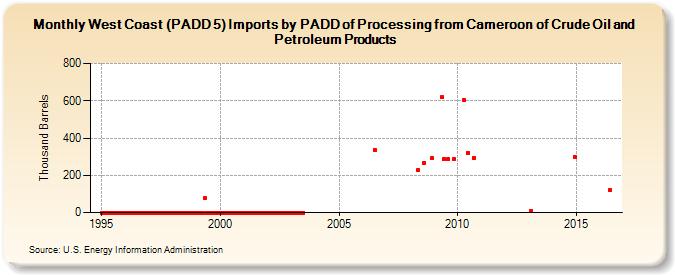 Monthly West Coast (PADD 5) Imports by PADD of Processing from Cameroon of Crude Oil and
Petroleum Products
Thousand Barrels
800
600
400
200
0
1995
2000
2005
2010
2015
Source: U.S. Energy Information Administration